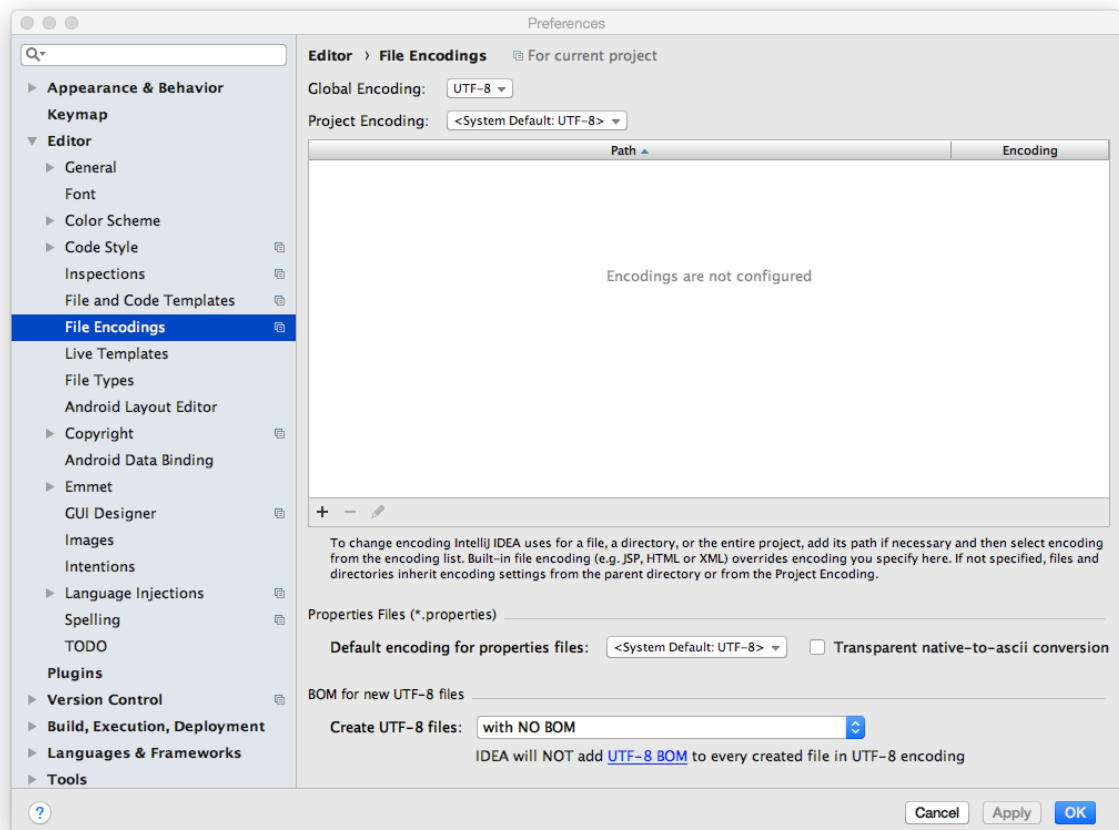 Preferences
Appearance & Behavior
Keymap
Editor
General
Font
Color Scheme
Code Style
Inspections
File and Code Templates
File Encodings
Live Templates
File Types
Android Layout Editor
Copyright
Android Data Binding
Emmet
GUI Designer
Images
Intentions
Language Injections
Spelling
TODO
Plugins
Version Control
Build, Execution, Deployment
Languages & Frameworks
Tools
Editor › File Encodings For current project
Global Encoding: UTF-8
Project Encoding: <System Default: UTF-8>
Path Encoding
Encodings are not configured
To change encoding IntelliJ IDEA uses for a file, a directory, or the entire project, add its path if necessary and then select encoding
from the encoding list. Built-in file encoding (e.g. JSP, HTML or XML) overrides encoding you specify here. If not specified, files and
directories inherit encoding settings from the parent directory or from the Project Encoding.
Properties Files (*.properties)
Default encoding for properties files: <System Default: UTF-8> Transparent native-to-ascii conversion
BOM for new UTF-8 files
Create UTF-8 files: with NO BOM
IDEA will NOT add UTF-8 BOM to every created file in UTF-8 encoding
? Cancel Apply OK